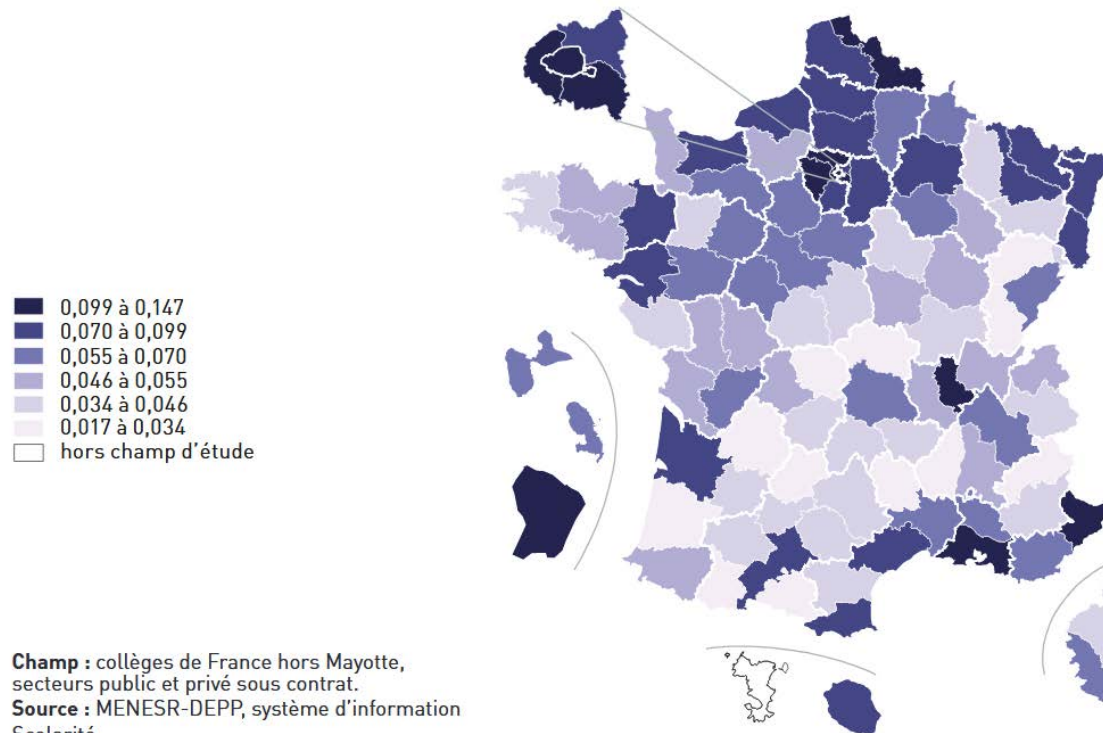 0,099 à 0,147
0,070 à 0,099
0,055 à 0,070
0,046 à 0,055
0,034 à 0,046
0,017 à 0,034
hors champ d'étude
Champ : collèges de France hors Mayotte,
secteurs public et privé sous contrat.
Source : MENESR-DEPP, système d'information
Scolarité